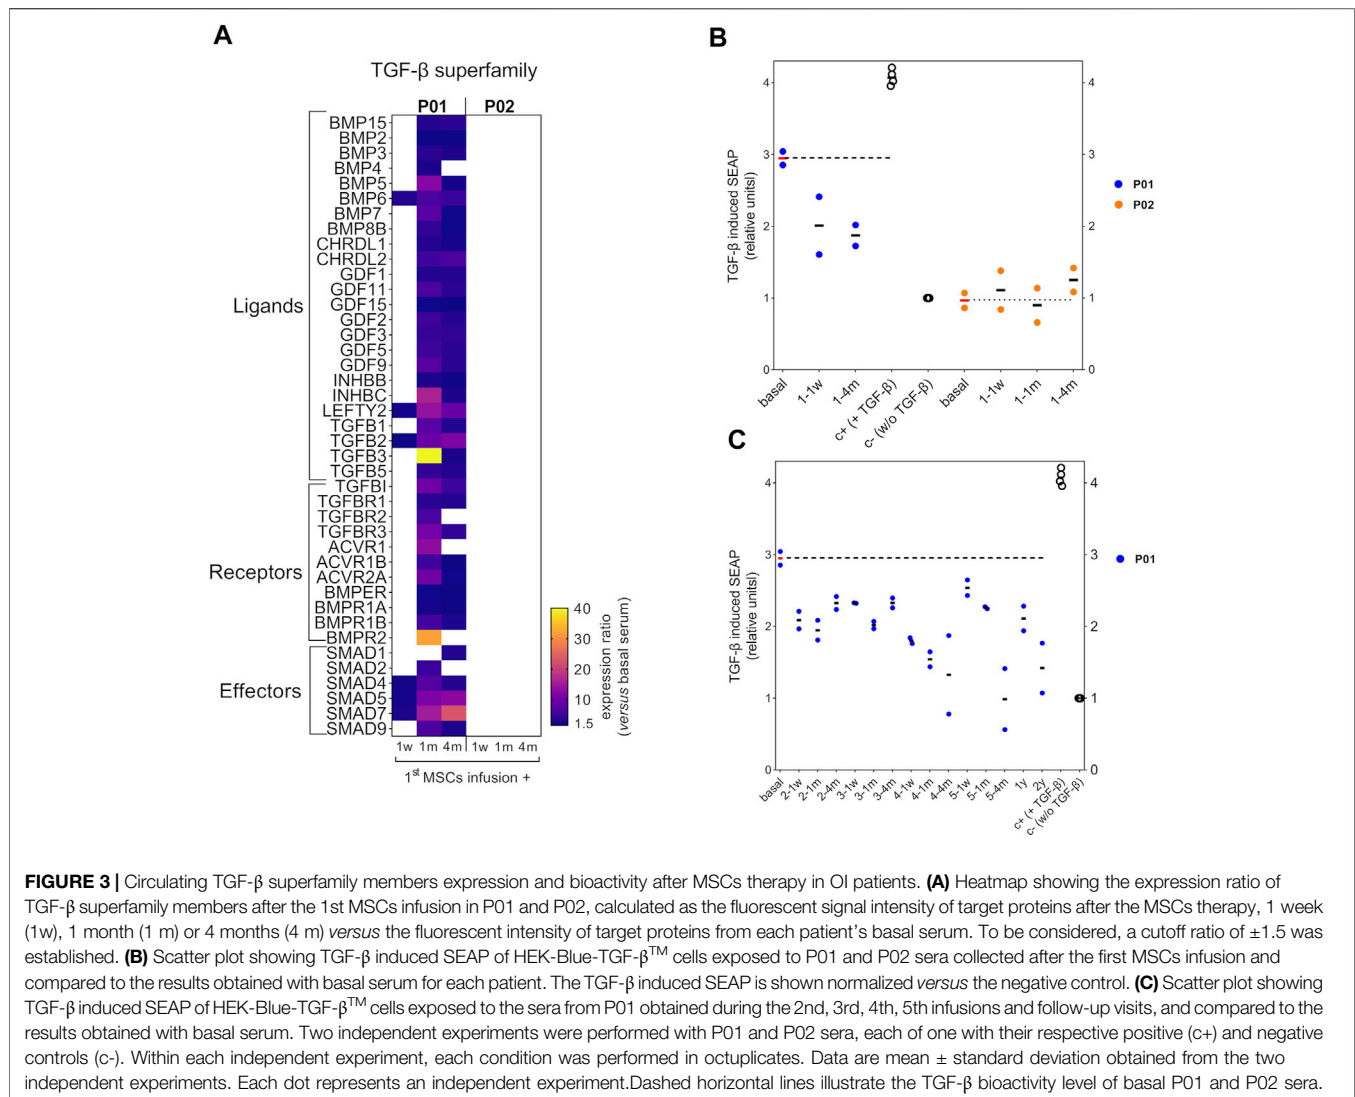 A
TGF-β superfamily
P01 P02
BMP15
BMP2
BMP3
BMP4
BMP5
BMP6
BMP7
BMP8B
CHRDL1
CHRDL2
GDF1
GDF11
GDF15
GDF2
GDF3
GDF5
GDF9
INHBB
INHBC
LEFTY2
TGFB1
TGFB2
TGFB3
TGFB5
TGFBI
TGFBR1
TGFBR2
TGFBR3
ACVR1
ACVR1B
ACVR2A
BMPER
BMPR1A
BMPR1B
BMPR2
SMAD1
SMAD2
SMAD4
SMAD5
SMAD7
SMAD9
Ligands
Receptors
Effectors
1w 1m 4m 1w 1m 4m
1st MSCs infusion +
40
30
20
10
1.5
expression ratio
(versus basal serum)
B
TGF-β induced SEAP
(relative unitsl)
4
3
2
1
0
4
3
2
1
0
basal
1-1w
1-4m
c+ (+ TGF-β)
c- (w/o TGF-β)
basal
1-1w
1-1m
1-4m
P01
P02
C
TGF-β induced SEAP
(relative unitsl)
4
3
2
1
0
4
3
2
1
0
basal
2-1w
2-1m
2-4m
3-1w
3-1m
3-4m
4-1w
4-1m
4-4m
5-1w
5-1m
5-4m
1y
2y
c+ (+ TGF-β)
c- (w/o TGF-β)
P01
FIGURE 3 | Circulating TGF-β superfamily members expression and bioactivity after MSCs therapy in OI patients. (A) Heatmap showing the expression ratio of
TGF-β superfamily members after the 1st MSCs infusion in P01 and P02, calculated as the fluorescent signal intensity of target proteins after the MSCs therapy, 1 week
(1w), 1 month (1 m) or 4 months (4 m) versus the fluorescent intensity of target proteins from each patient's basal serum. To be considered, a cutoff ratio of ±1.5 was
established. (B) Scatter plot showing TGF-β induced SEAP of HEK-Blue-TGF-β™ cells exposed to P01 and P02 sera collected after the first MSCs infusion and
compared to the results obtained with basal serum for each patient. The TGF-β induced SEAP is shown normalized versus the negative control. (C) Scatter plot showing
TGF-β induced SEAP of HEK-Blue-TGF-β™ cells exposed to the sera from P01 obtained during the 2nd, 3rd, 4th, 5th infusions and follow-up visits, and compared to the
results obtained with basal serum. Two independent experiments were performed with P01 and P02 sera, each of one with their respective positive (c+) and negative
controls (c-). Within each independent experiment, each condition was performed in octuplicates. Data are mean ± standard deviation obtained from the two
independent experiments. Each dot represents an independent experiment.Dashed horizontal lines illustrate the TGF-β bioactivity level of basal P01 and P02 sera.